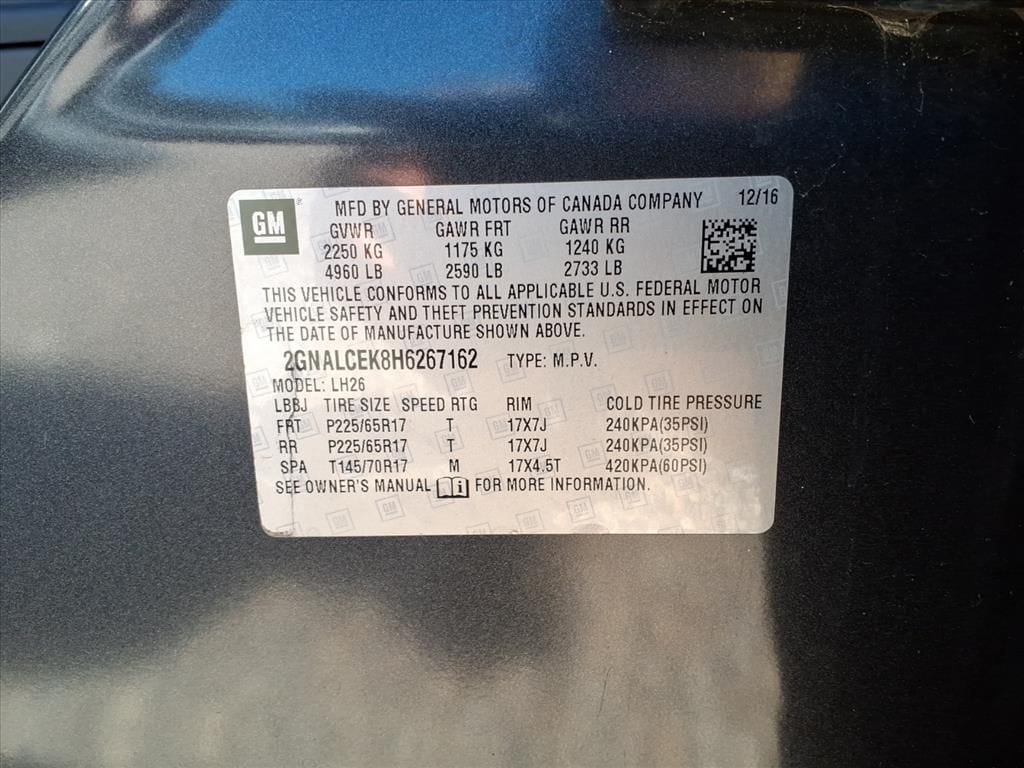 GM ® MFD BY GENERAL MOTORS OF CANADA COMPANY 12/16
GVWR GAWR FRT GAWR RR
2250 KG 1175 KG 1240 KG
4960 LB 2590 LB 2733 LB
THIS VEHICLE CONFORMS TO ALL APPLICABLE U.S. FEDERAL MOTOR
VEHICLE SAFETY AND THEFT PREVENTION STANDARDS IN EFFECT ON
THE DATE OF MANUFACTURE SHOWN ABOVE.
2GNALCEK8H6267162 TYPE: M.P.V.
MODEL: LH26
LBBJ TIRE SIZE SPEED RTG RIM COLD TIRE PRESSURE
FRT P225/65R17 T 17X7J 240KPA(35PSI)
RR P225/65R17 T 17X7J 240KPA(35PSI)
SPA T145/70R17 M 17X4.5T 420KPA(60PSI)
SEE OWNER'S MANUAL i FOR MORE INFORMATION.